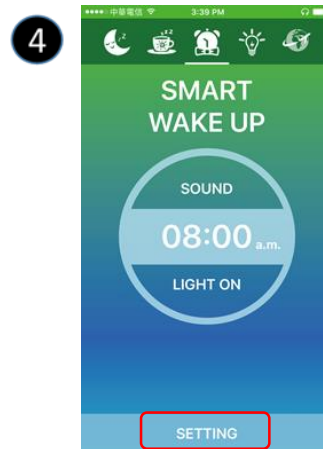 4
中華電信 3:39 PM
SMART
WAKE UP
SOUND
08:00 a.m.
LIGHT ON
SETTING